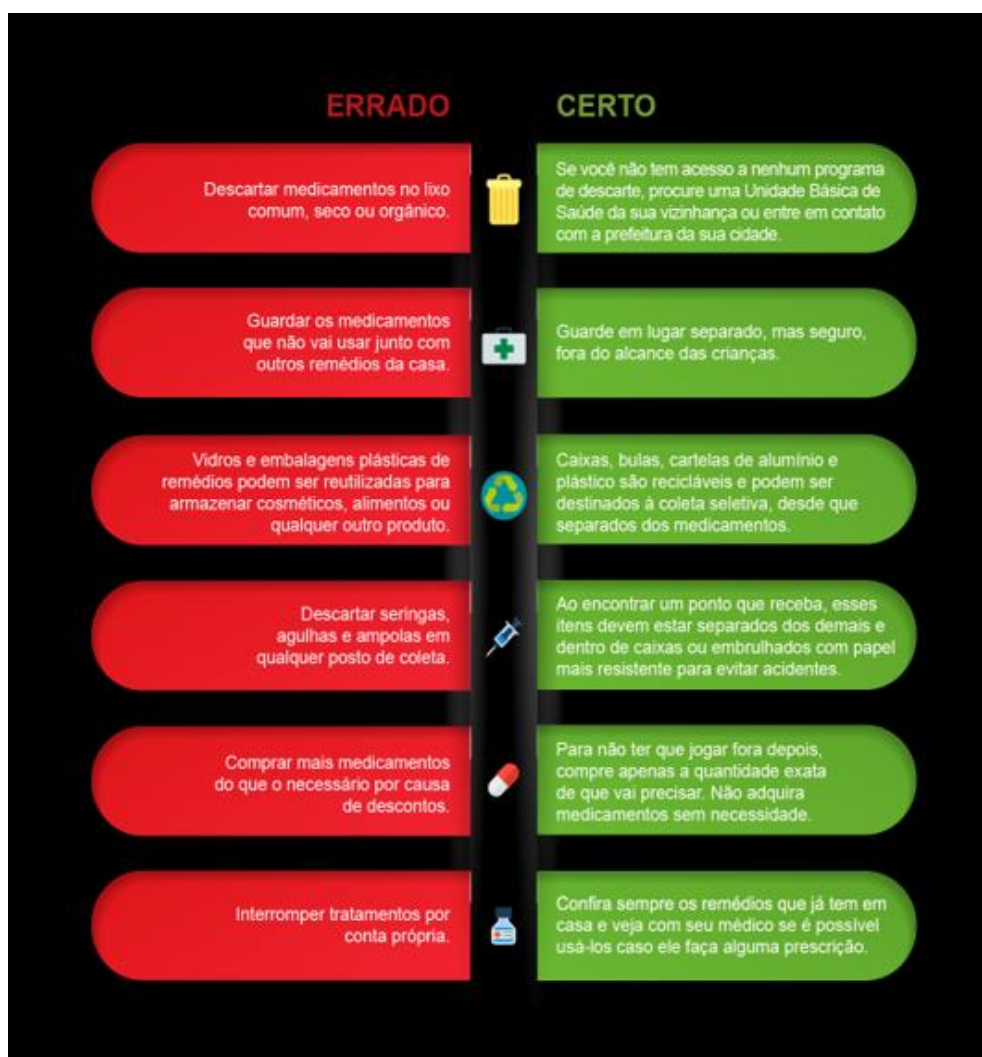 ERRADO
CERTO
Descartar medicamentos no lixo
comum, seco ou orgânico.
Se você não tem acesso a nenhum programa
de descarte, procure uma Unidade Básica de
Saúde da sua vizinhança ou entre em contato
com a prefeitura da sua cidade.
Guardar os medicamentos
que não vai usar junto com
outros remédios da casa.
Guarde em lugar separado, mas seguro,
fora do alcance das crianças.
Vidros e embalagens plásticas de
remédios podem ser reutilizadas para
armazenar cosméticos, alimentos ou
qualquer outro produto.
Caixas, bulas, cartelas de alumínio e
plástico são recicláveis e podem ser
destinados à coleta seletiva, desde que
separados dos medicamentos.
Descartar seringas,
agulhas e ampolas em
qualquer posto de coleta.
Ao encontrar um ponto que receba, esses
itens devem estar separados dos demais e
dentro de caixas ou embrulhados com papel
mais resistente para evitar acidentes.
Comprar mais medicamentos
do que o necessário por causa
de descontos.
Para não ter que jogar fora depois,
compre apenas a quantidade exata
de que vai precisar. Não adquira
medicamentos sem necessidade.
Interromper tratamentos por
conta própria.
Confira sempre os remédios que já tem em
casa e veja com seu médico se é possível
usá-los caso ele faça alguma prescrição.